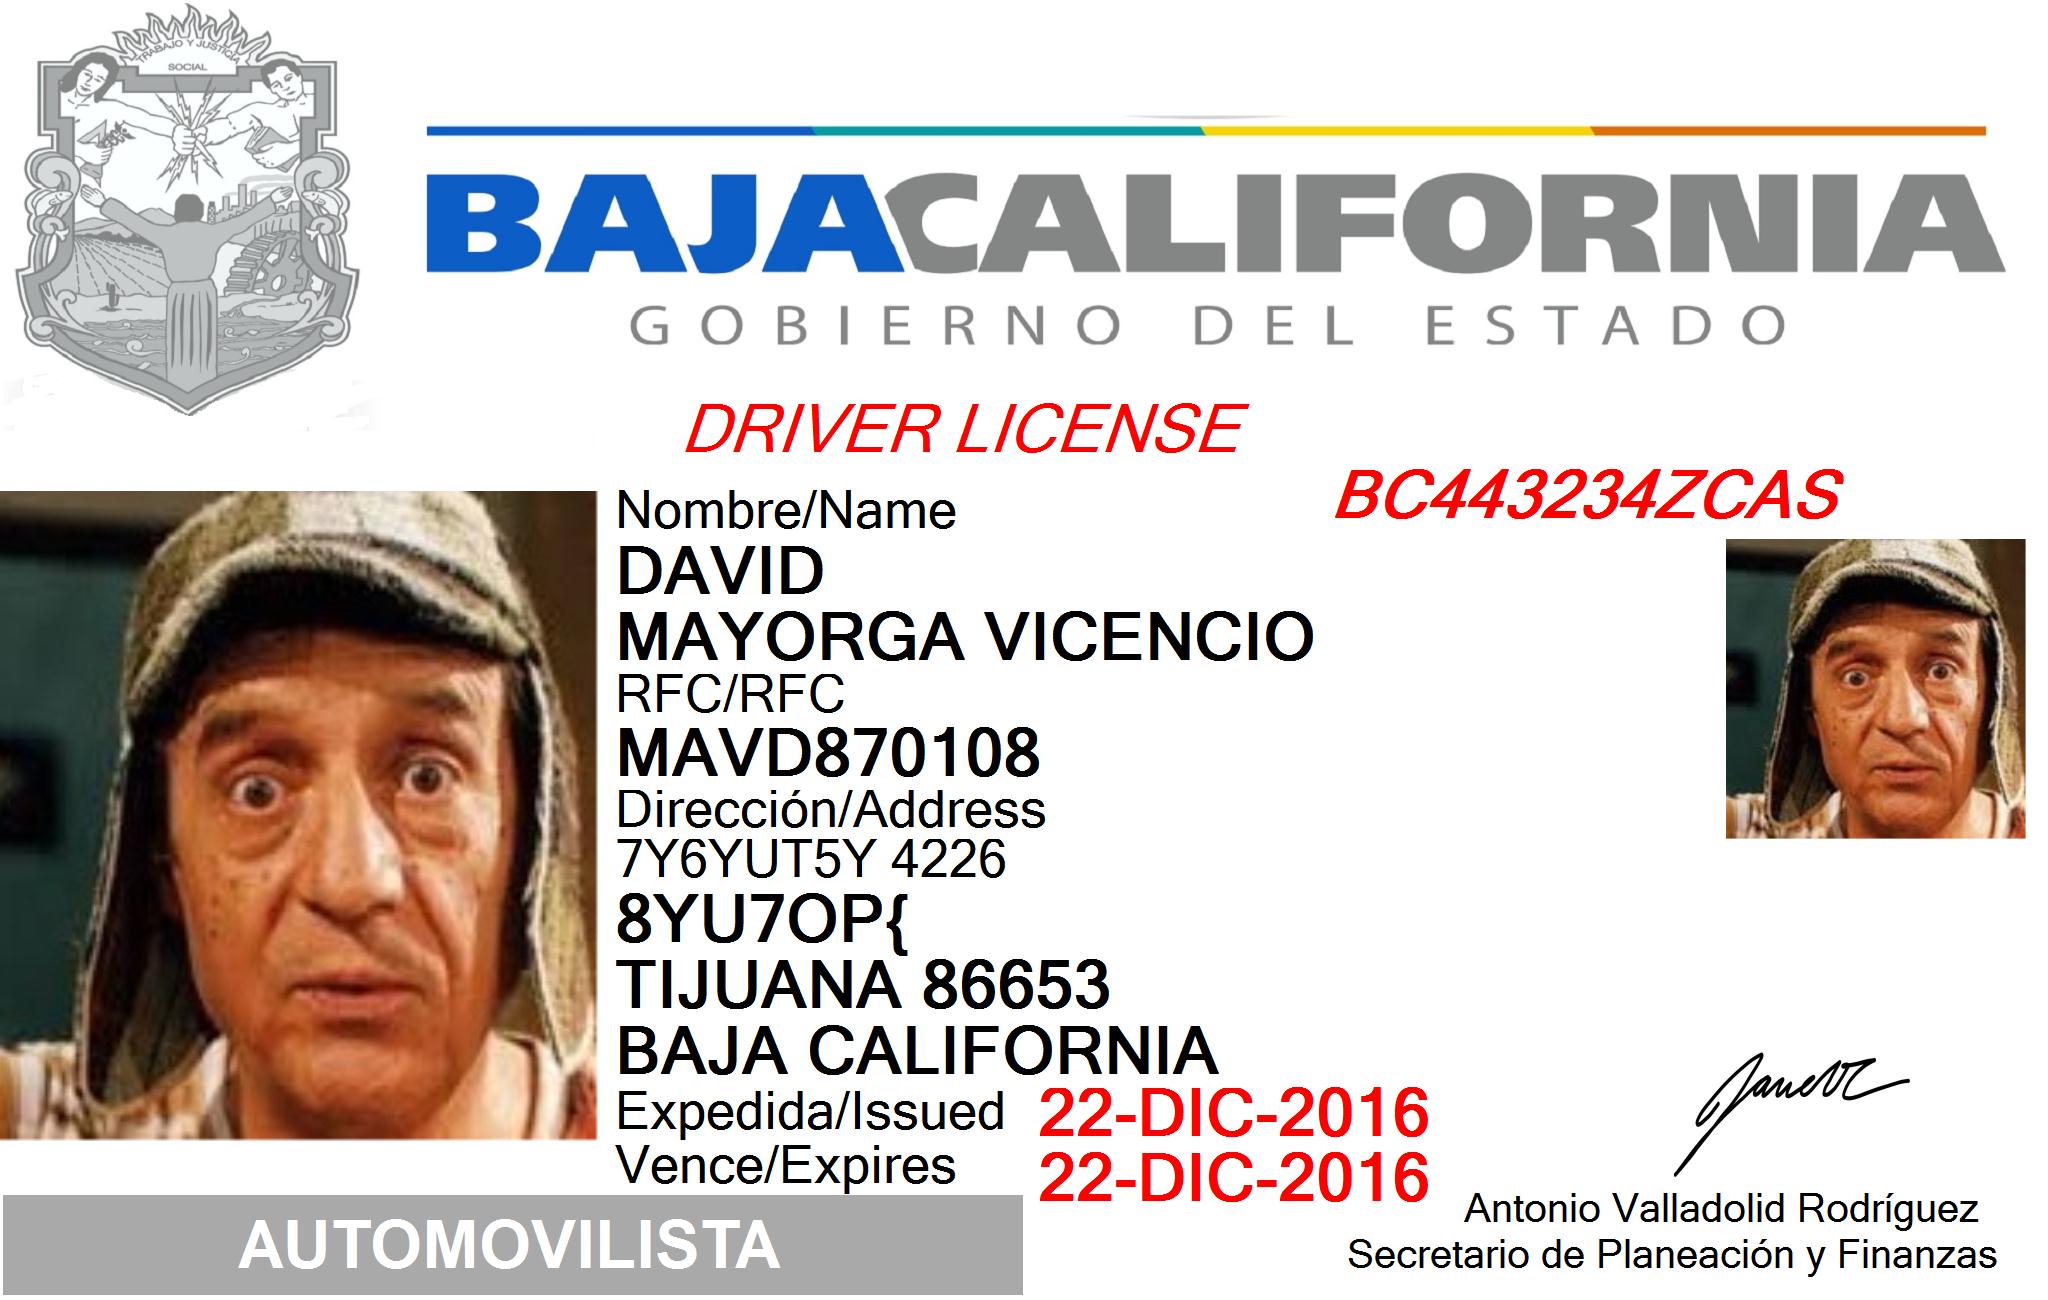 TRABAJO Y JUSTICIA
SOCIAL
BAJACALIFORNIA
GOBIERNO DEL ESTADO
DRIVER LICENSE
BC443234ZCAS
Nombre/Name
DAVID
MAYORGA VICENCIO
RFC/RFC
MAVD870108
Dirección/Address
7Y6YUT5Y 4226
8YU7OP{
TIJUANA 86653
BAJA CALIFORNIA
Expedida/Issued 22-DIC-2016
Vence/Expires 22-DIC-2016
AUTOMOVILISTA
Antonio Valladolid Rodríguez
Secretario de Planeación y Finanzas